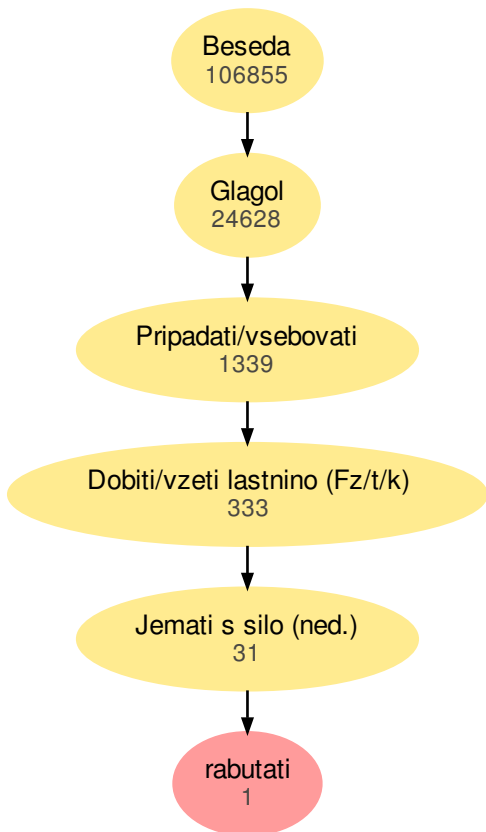 Beseda
106855
Glagol
24628
Pripadati/vsebovati
1339
Dobiti/vzeti lastnino (Fz/t/k)
333
Jemati s silo (ned.)
31
rabutati
1